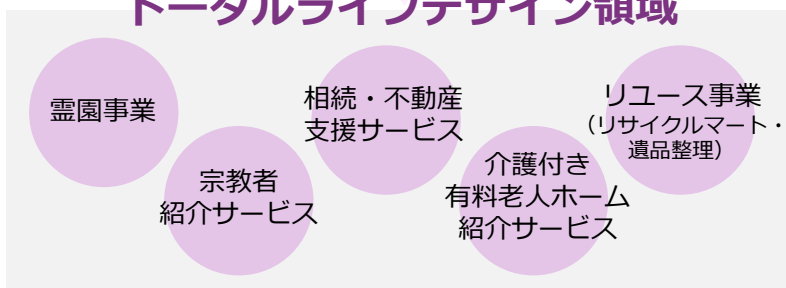 トータルライフデザイン領域
霊園事業
宗教者
紹介サービス
相続・不動産
支援サービス
介護付き
有料老人ホーム
紹介サービス
リユース事業
（リサイクルマート・
遺品整理）